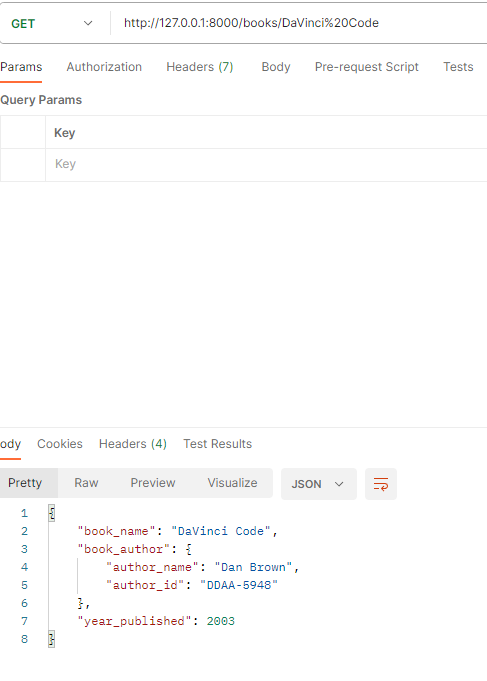 GET http://127.0.0.1:8000/books/DaVinci%20Code
Params Authorization Headers (7) Body Pre-request Script Tests
Query Params
Key
Key
ody Cookies Headers (4) Test Results
Pretty Raw Preview Visualize JSON
1 {
2 "book_name": "DaVinci Code",
3 "book_author": {
4 "author_name": "Dan Brown",
5 "author_id": "DDAA-5948"
6 },
7 "year_published": 2003
8 }